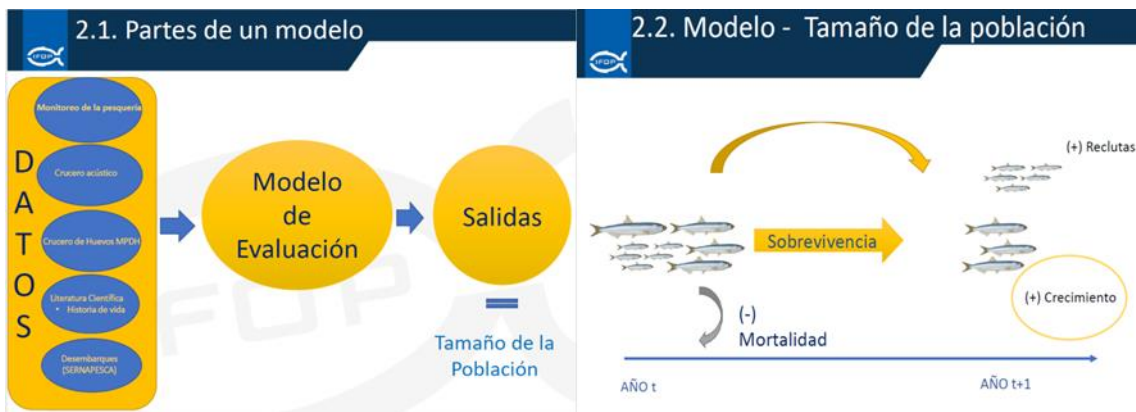 2.1. Partes de un modelo
IFOP
DATOS
Monitoreo de la pesquería
Crucero acústico
Crucero de Huevos MPDH
Literatura Científica
• Historia de vida
Desembarques
(SERNAPESCA)
Modelo
de
Evaluación
Salidas
Tamaño de la
Población
IFOP
2.2. Modelo - Tamaño de la población
IFOP
(+) Reclutas
Sobrevivencia
(+) Crecimiento
(-)
Mortalidad
AÑO t
AÑO t+1